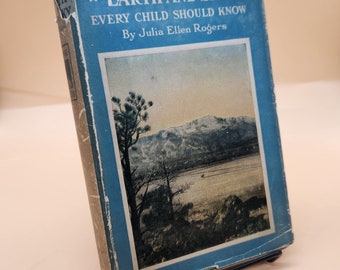 EARTH AND
EVERY CHILD SHOULD KNOW
By Julia Ellen Rogers